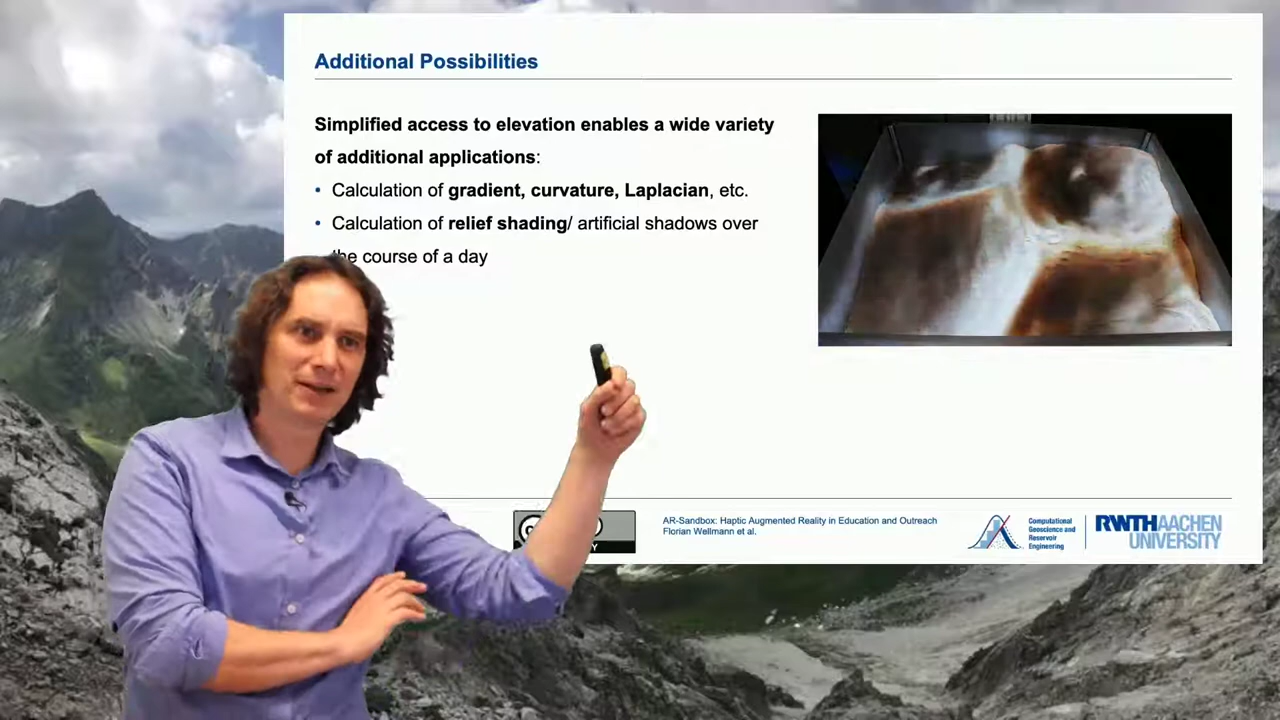 Additional Possibilities
Simplified access to elevation enables a wide variety
of additional applications:
• Calculation of gradient, curvature, Laplacian, etc.
• Calculation of relief shading/ artificial shadows over
the course of a day
AR-Sandbox: Haptic Augmented Reality in Education and Outreach
Florian Wellmann et al.
Computational
Geoscience and
Reservoir
Engineering
RWTHAACHEN
UNIVERSITY